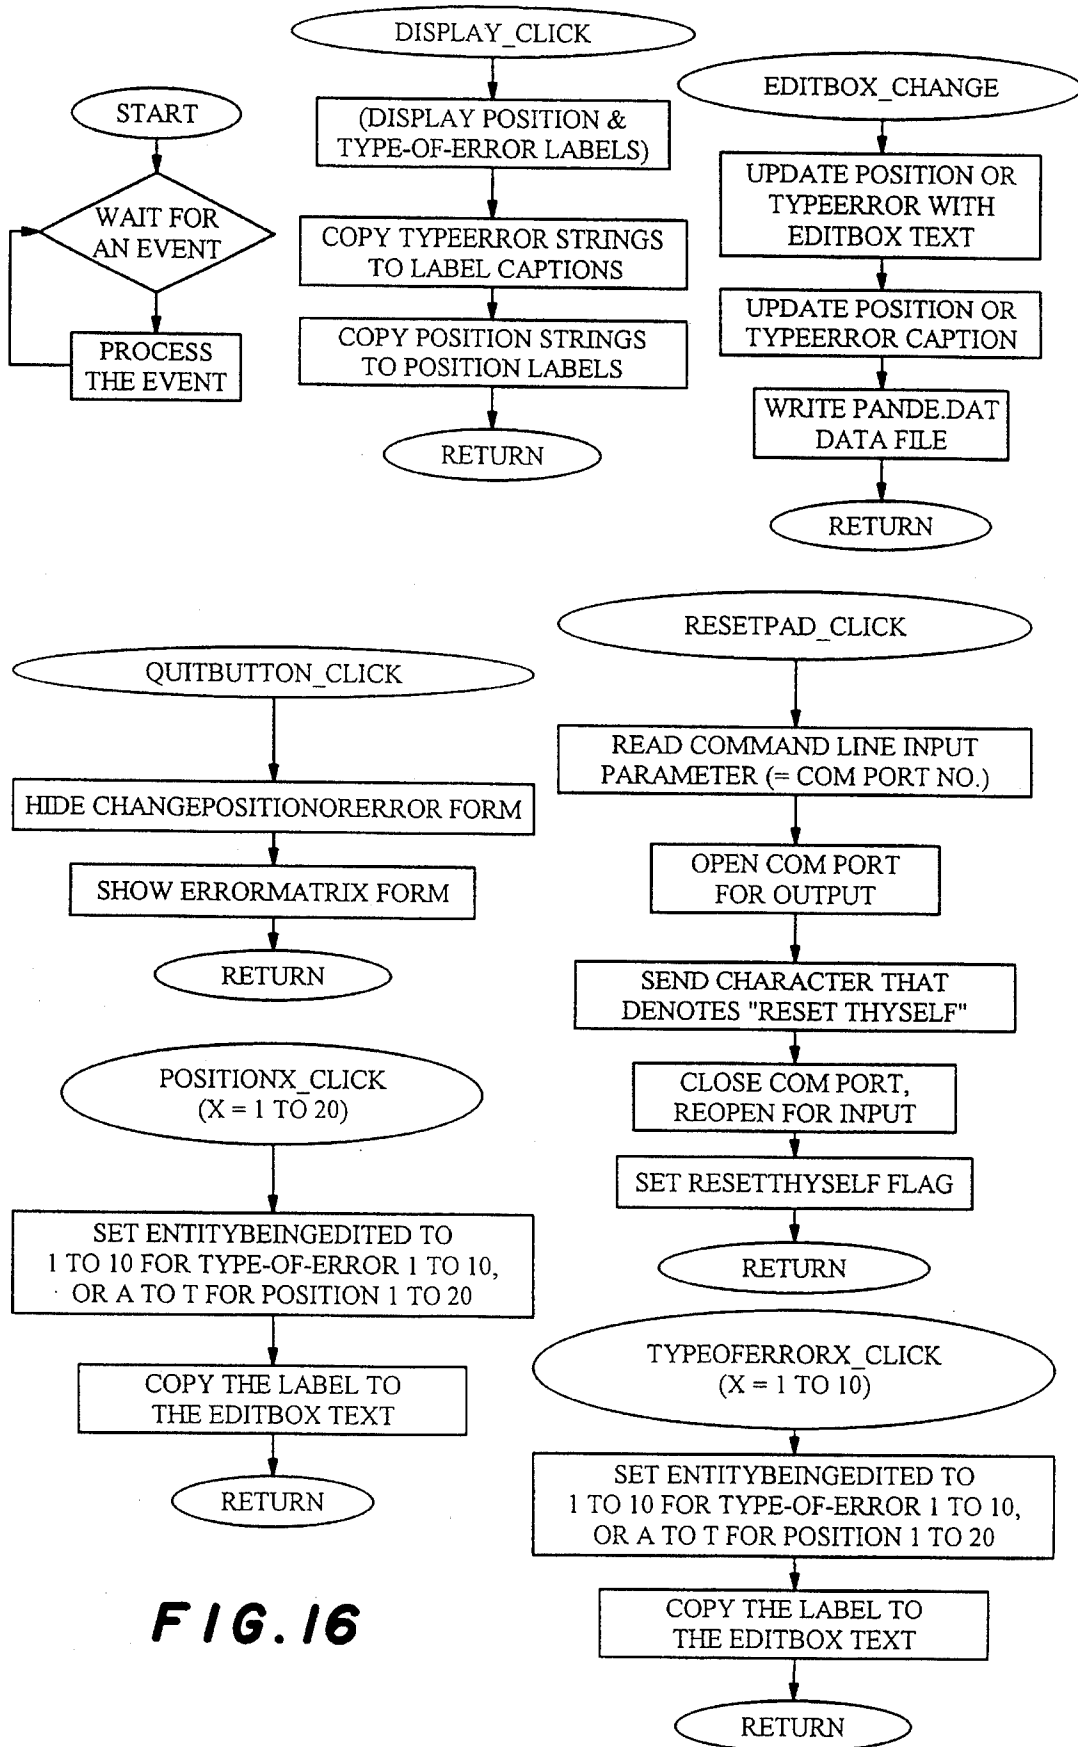 START
WAIT FOR
AN EVENT
PROCESS
THE EVENT
DISPLAY_CLICK
(DISPLAY POSITION &
TYPE-OF-ERROR LABELS)
COPY TYPEERROR STRINGS
TO LABEL CAPTIONS
COPY POSITION STRINGS
TO POSITION LABELS
RETURN
EDITBOX_CHANGE
UPDATE POSITION OR
TYPEERROR WITH
EDITBOX TEXT
UPDATE POSITION OR
TYPEERROR CAPTION
WRITE PANDE.DAT
DATA FILE
RETURN
QUITBUTTON_CLICK
HIDE CHANGEPOSITIONORERROR FORM
SHOW ERRORMATRIX FORM
RETURN
RESETPAD_CLICK
READ COMMAND LINE INPUT
PARAMETER (= COM PORT NO.)
OPEN COM PORT
FOR OUTPUT
SEND CHARACTER THAT
DENOTES "RESET THYSELF"
CLOSE COM PORT,
REOPEN FOR INPUT
SET RESETTHYSELF FLAG
RETURN
POSITIONX_CLICK
(X = 1 TO 20)
SET ENTITYBEINGEDITED TO
1 TO 10 FOR TYPE-OF-ERROR 1 TO 10,
OR A TO T FOR POSITION 1 TO 20
COPY THE LABEL TO
THE EDITBOX TEXT
RETURN
TYPEOFERRORX_CLICK
(X = 1 TO 10)
SET ENTITYBEINGEDITED TO
1 TO 10 FOR TYPE-OF-ERROR 1 TO 10,
OR A TO T FOR POSITION 1 TO 20
COPY THE LABEL TO
THE EDITBOX TEXT
RETURN
FIG.16